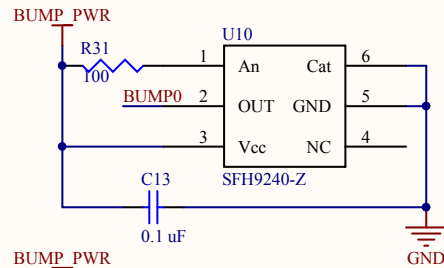 BUMP_PWR
U10
R31
100
1
An
Cat
6
BUMP0
2
OUT
GND
5
3
Vcc
NC
4
C13
SFH9240-Z
0.1 uF
BUMP_PWR
GND